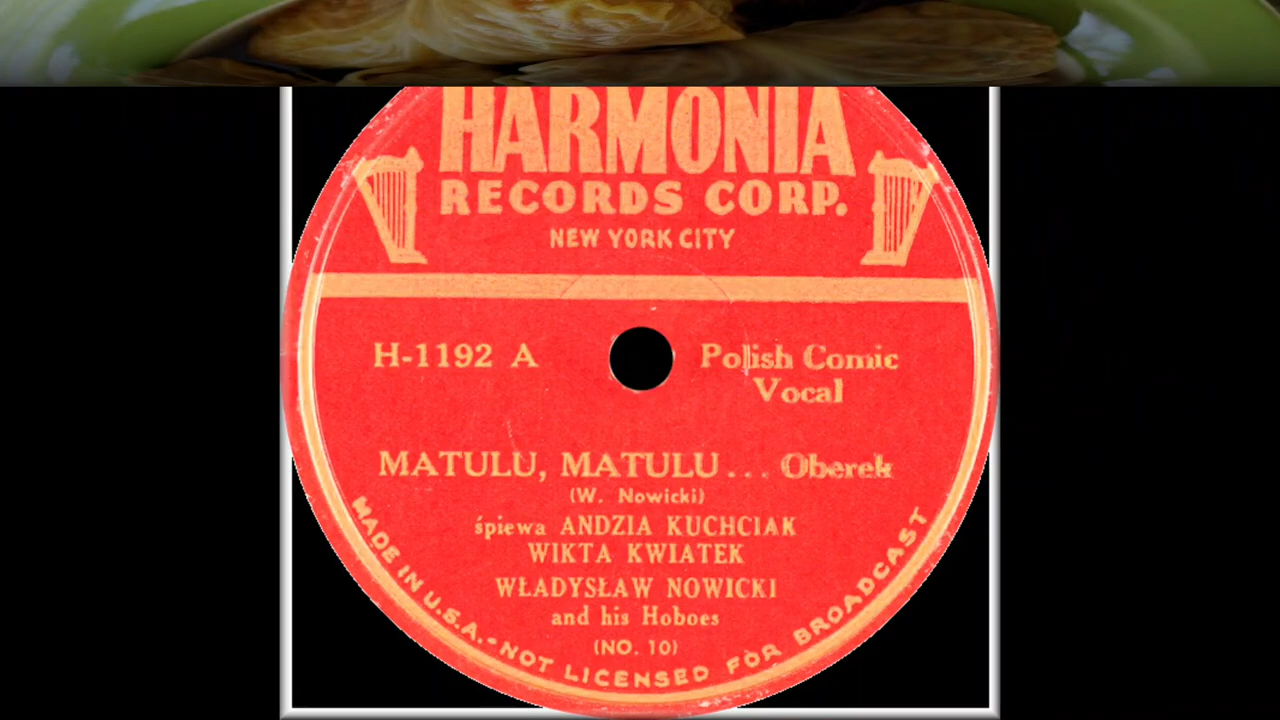 HARMONIA
RECORDS CORP.
NEW YORK CITY
H-1192 A
Polish Comic
Vocal
MATULU, MATULU... Oberek
(W. Nowicki)
śpiewa ANDZIA KUCHCIAK
WIKTA KWIATEK
WŁADYSŁAW NOWICKI
and his Hoboes
(NO. 10)
MADE IN U.S.A.-NOT LICENSED FOR BROADCAST